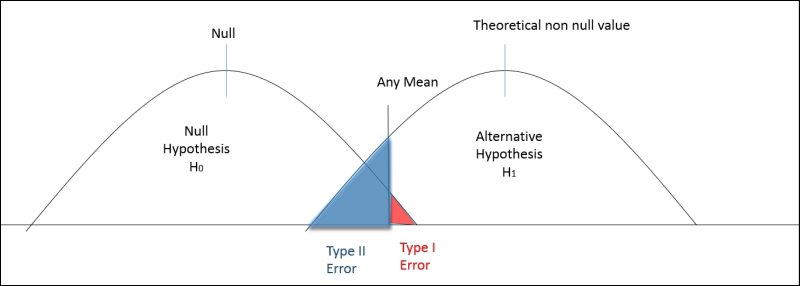 Theoretical non null value
Null
Any Mean
Null
Hypothesis
H0
Alternative
Hypothesis
H1
Type II
Error
Type I
Error